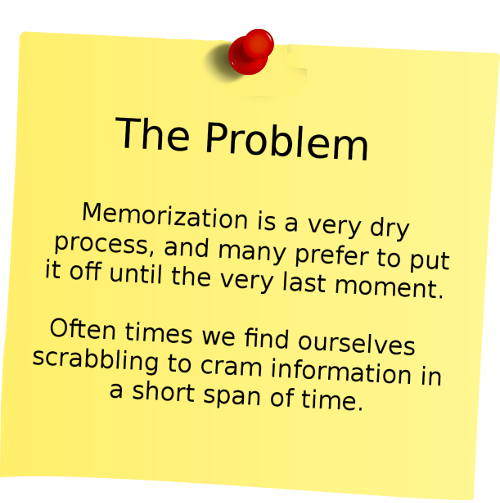 The Problem
Memorization is a very dry
process, and many prefer to put
it off until the very last moment.
Often times we find ourselves
scrabbling to cram information in
a short span of time.